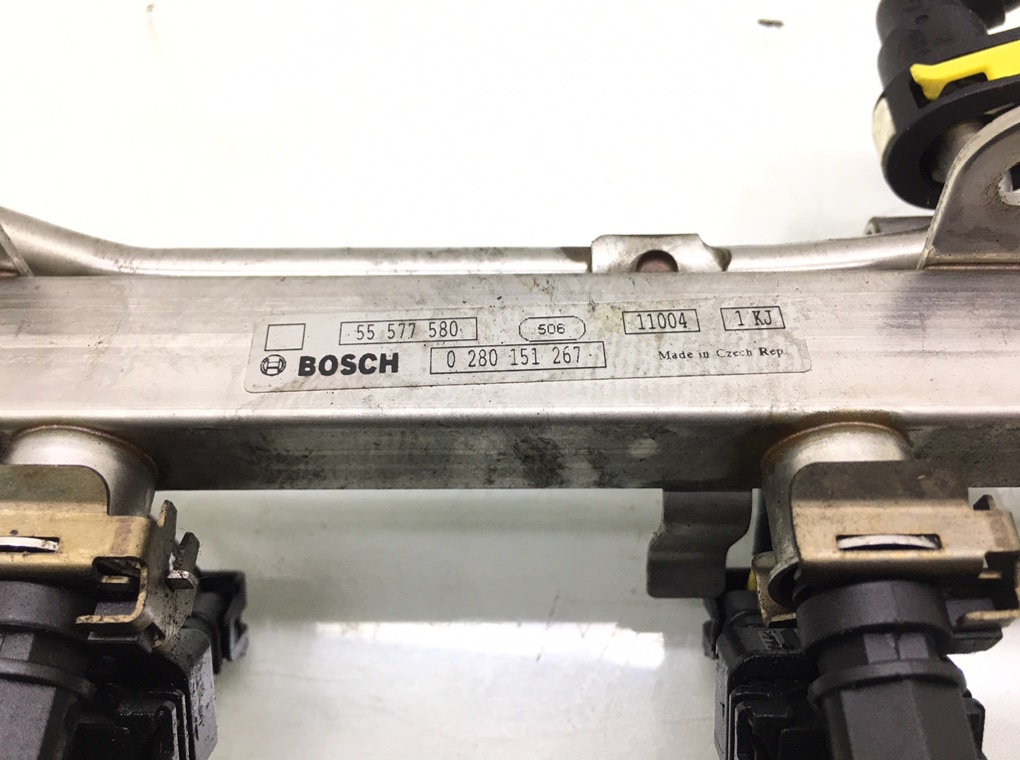 55 577 580 506 11004 1 KJ
BOSCH 0 280 151 267 Made in Czech Rep.